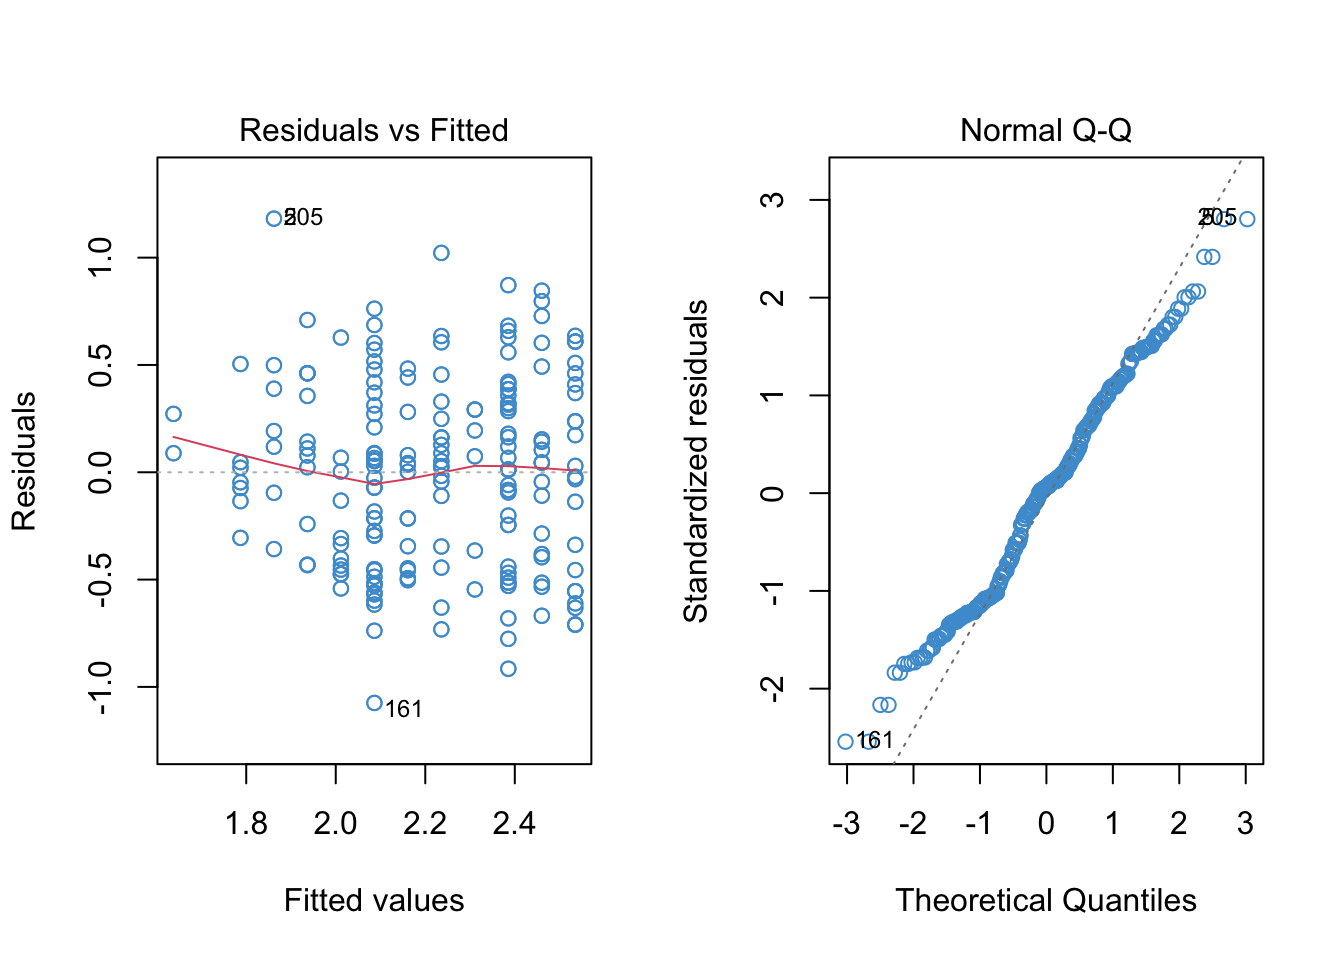 Residuals vs Fitted
Residuals
1.0
0.5
0.0
-0.5
-1.0
205
161
1.8 2.0 2.2 2.4
Fitted values
Normal Q-Q
Standardized residuals
3
2
1
0
-1
-2
205
161
-3 -2 -1 0 1 2 3
Theoretical Quantiles